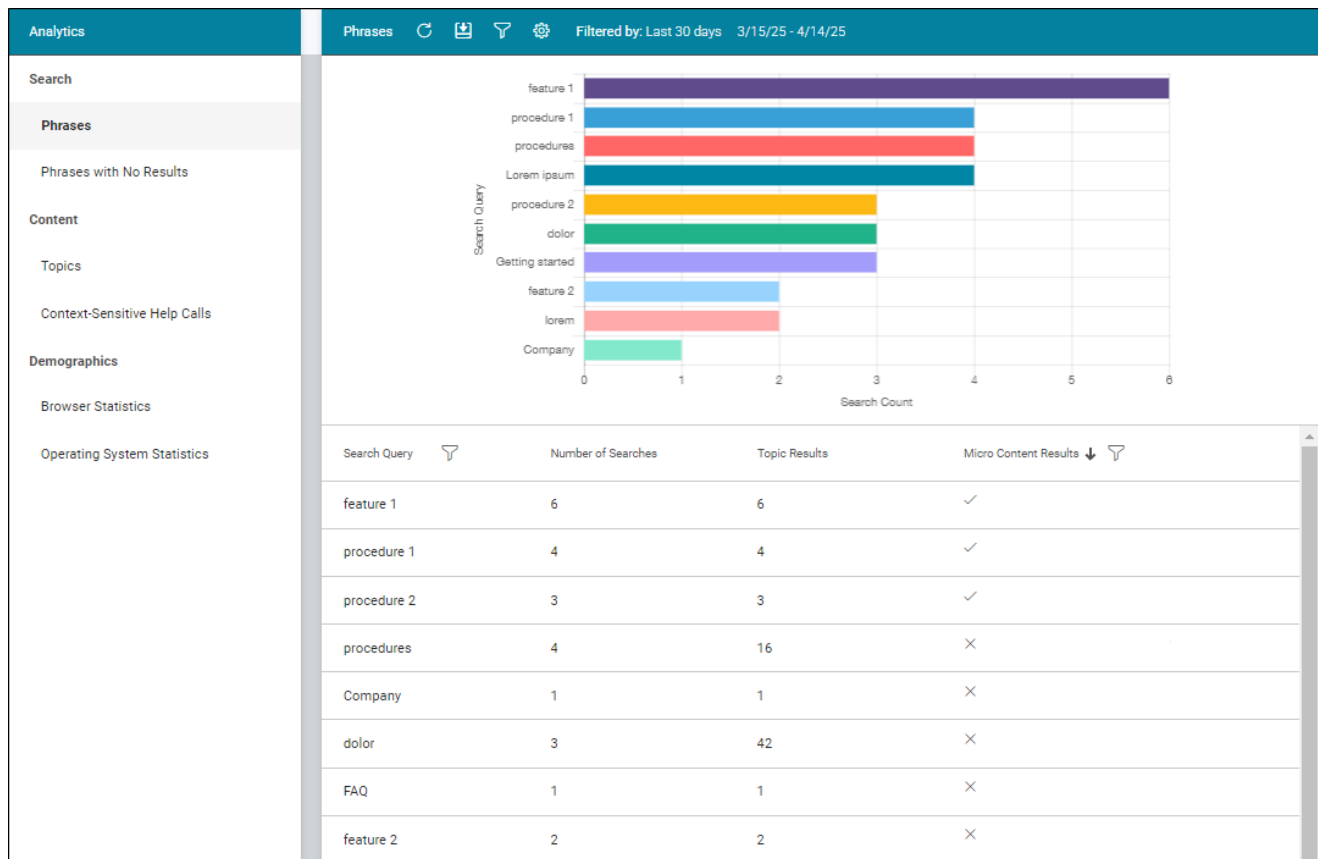 Analytics
Search
Phrases
Phrases with No Results
Content
Topics
Context-Sensitive Help Calls
Demographics
Browser Statistics
Operating System Statistics
Phrases Filtered by: Last 30 days 3/15/25 - 4/14/25
Search Query
feature 1
procedure 1
procedures
Lorem ipsum
procedure 2
dolor
Getting started
feature 2
lorem
Company
0 1 2 3 4 5 6
Search Count
Search Query Number of Searches Topic Results Micro Content Results
feature 1 6 6
procedure 1 4 4
procedure 2 3 3
procedures 4 16
Company 1 1
dolor 3 42
FAQ 1 1
feature 2 2 2